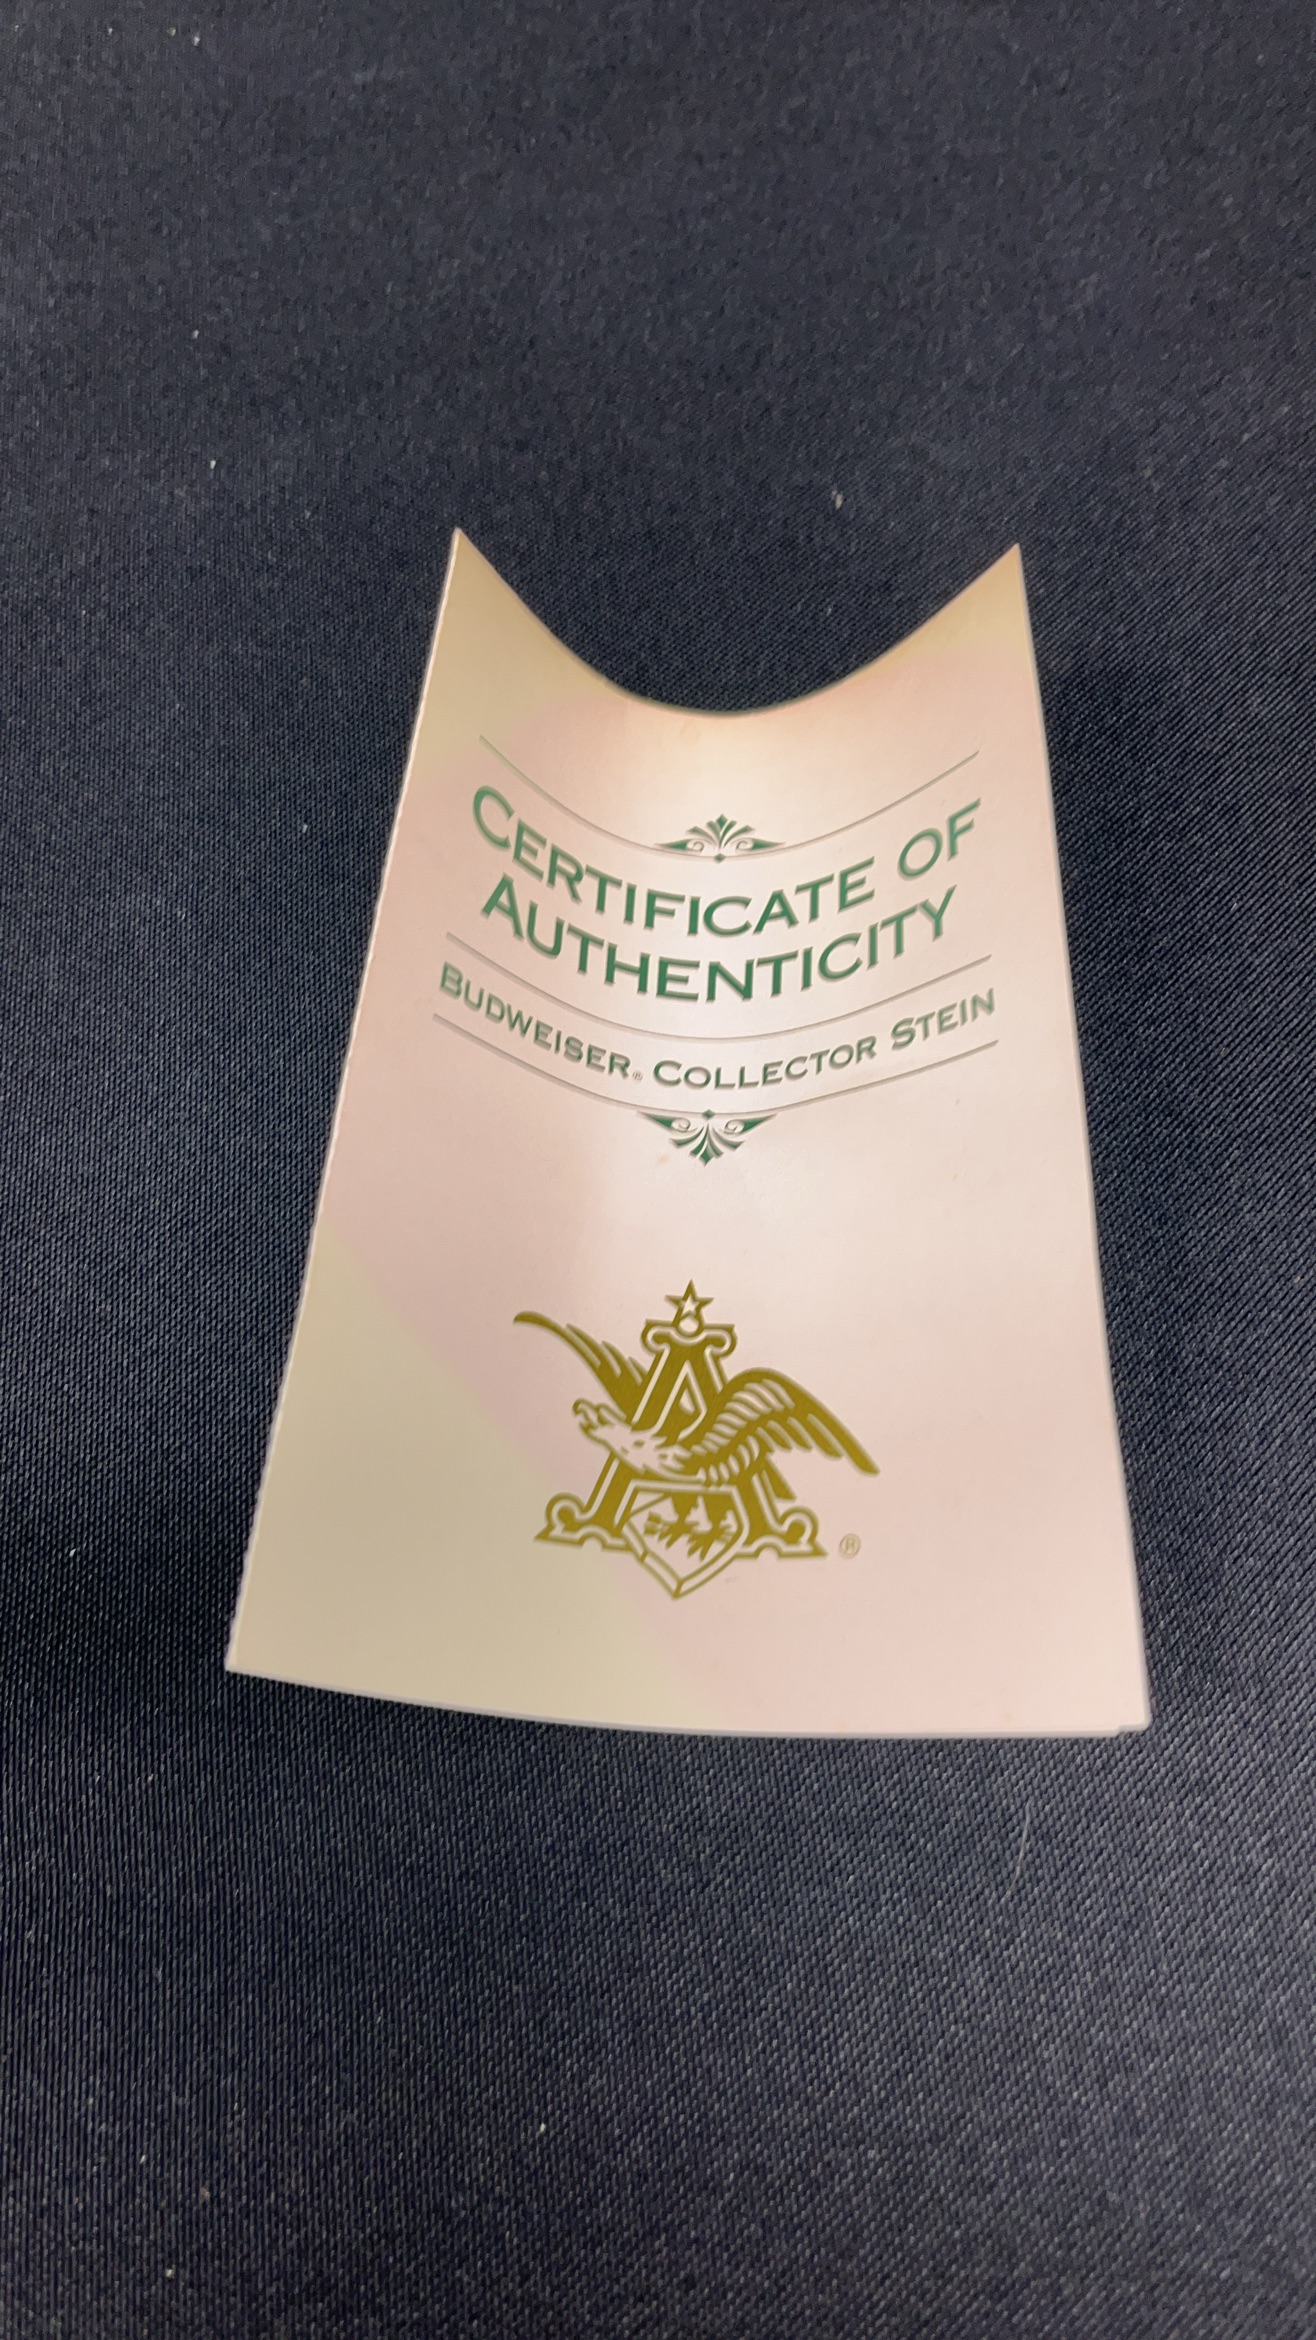 CERTIFICATE OF
AUTHENTICITY
BUDWEISER® COLLECTOR STEIN
A
®